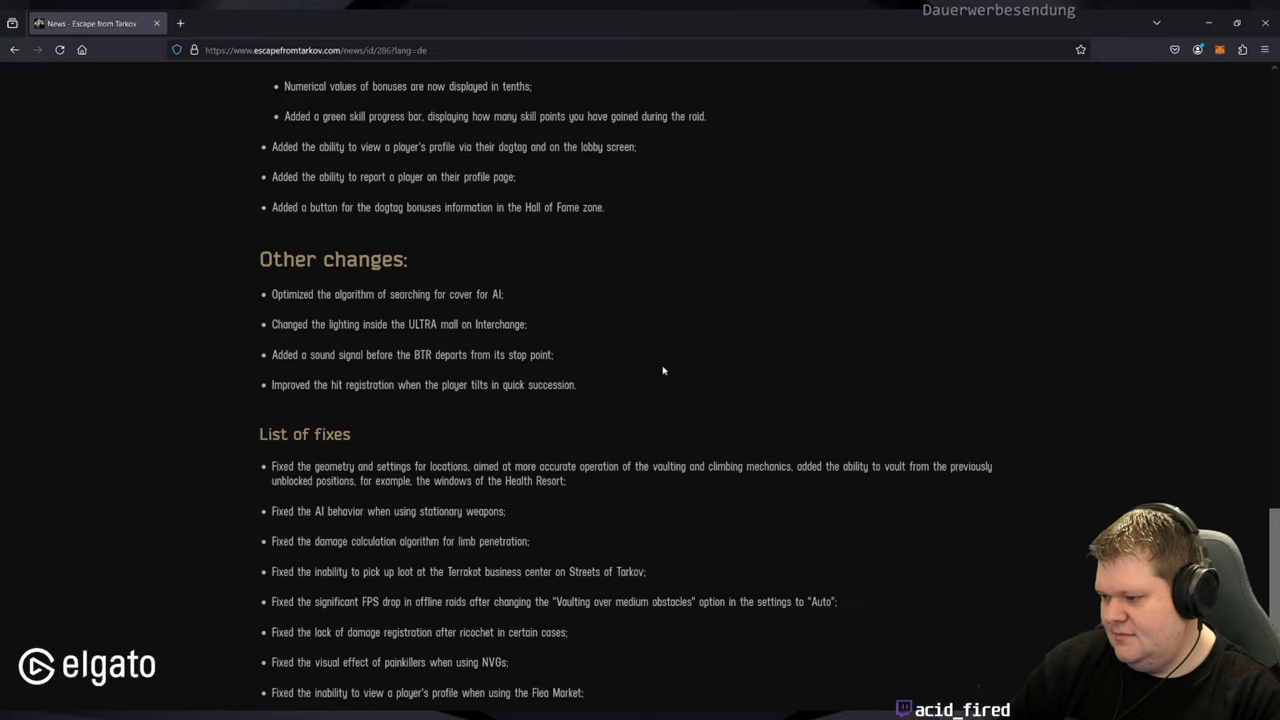 Dauerwerbesendung
News - Escape from Tarkov
https://www.escapefromtarkov.com/news/id/286?lang=de
• Numerical values of bonuses are now displayed in tenths;
• Added a green skill progress bar, displaying how many skill points you have gained during the raid.
• Added the ability to view a player's profile via their dogtag and on the lobby screen;
• Added the ability to report a player on their profile page;
• Added a button for the dogtag bonuses information in the Hall of Fame zone.
Other changes:
• Optimized the algorithm of searching for cover for AI;
• Changed the lighting inside the ULTRA mall on Interchange;
• Added a sound signal before the BTR departs from its stop point;
• Improved the hit registration when the player tilts in quick succession.
List of fixes
• Fixed the geometry and settings for locations, aimed at more accurate operation of the vaulting and climbing mechanics, added the ability to vault from the previously
unblocked positions, for example, the windows of the Health Resort;
• Fixed the AI behavior when using stationary weapons;
• Fixed the damage calculation algorithm for limb penetration;
• Fixed the inability to pick up loot at the Terrakot business center on Streets of Tarkov;
• Fixed the significant FPS drop in offline raids after changing the "Vaulting over medium obstacles" option in the settings to "Auto";
• Fixed the lack of damage registration after ricochet in certain cases;
• Fixed the visual effect of painkillers when using NVGs;
• Fixed the inability to view a player's profile when using the Flea Market;
elgato
acid_fired